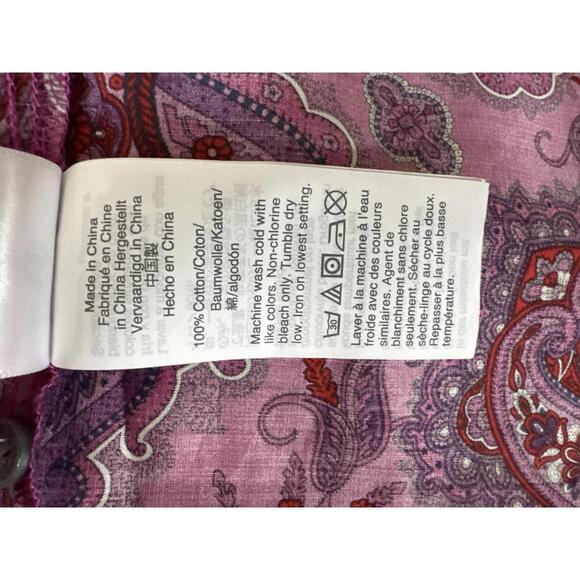 Made in China
Fabriqué en Chine
in China Hergestellt
Vervaardigd in China
中国製
Hecho en China
100% Cotton/Coton/
Baumwolle/Katoen/
綿/algodón
Machine wash cold with
like colors. Non-chlorine
bleach only. Tumble dry
low. Iron on lowest setting.
30
Laver à la machine à l'eau
froide avec des couleurs
similaires. Agent de
blanchiment sans chlore
seulement. Sécher au
sèche-linge au cycle doux.
Repasser à la plus basse
température.